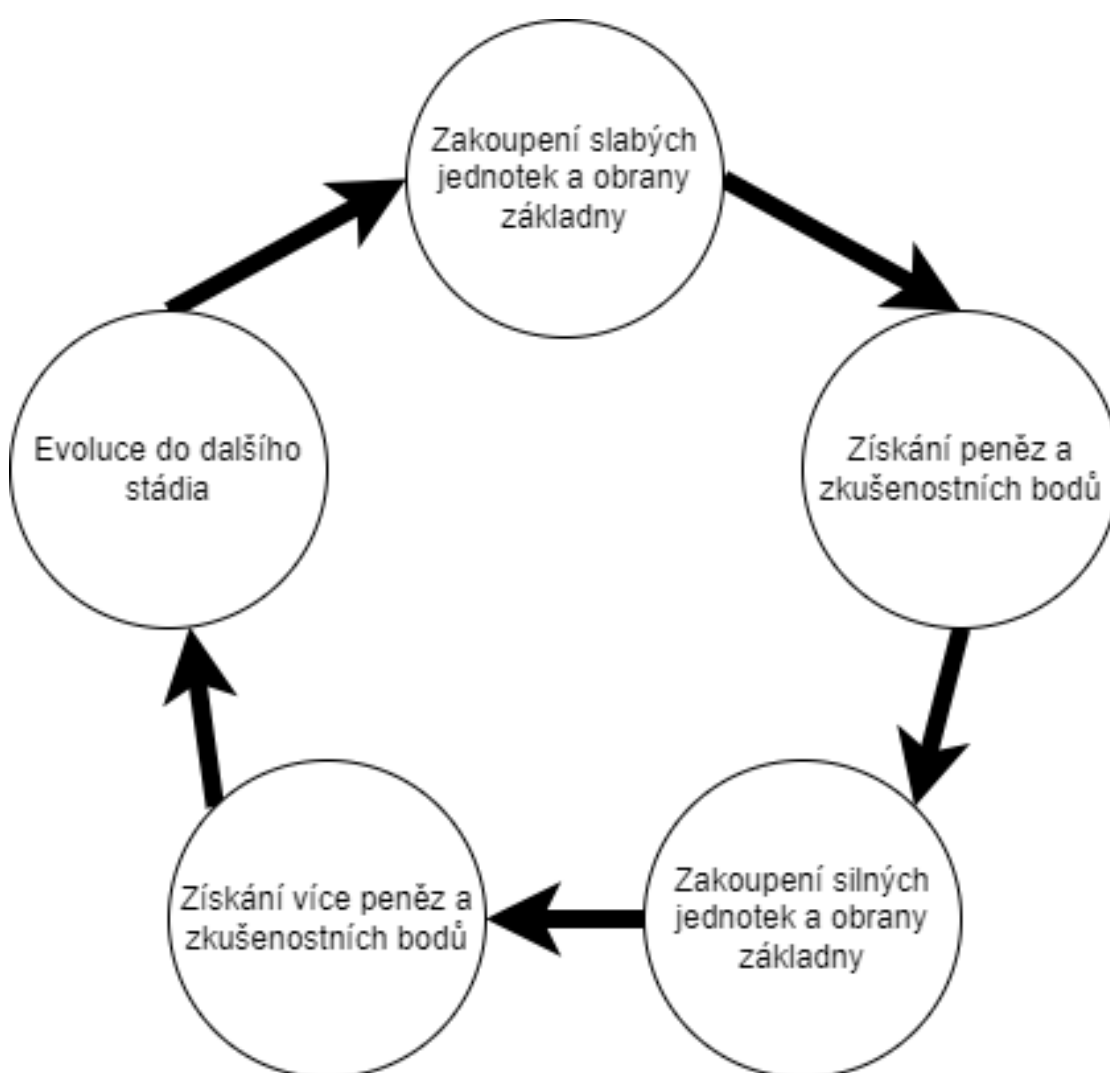 Zakoupení slabých
jednotek a obrany
základny
Získání peněz a
zkušenostních bodů
Zakoupení silných
jednotek a obrany
základny
Získání více peněz a
zkušenostních bodů
Evoluce do dalšího
stádia